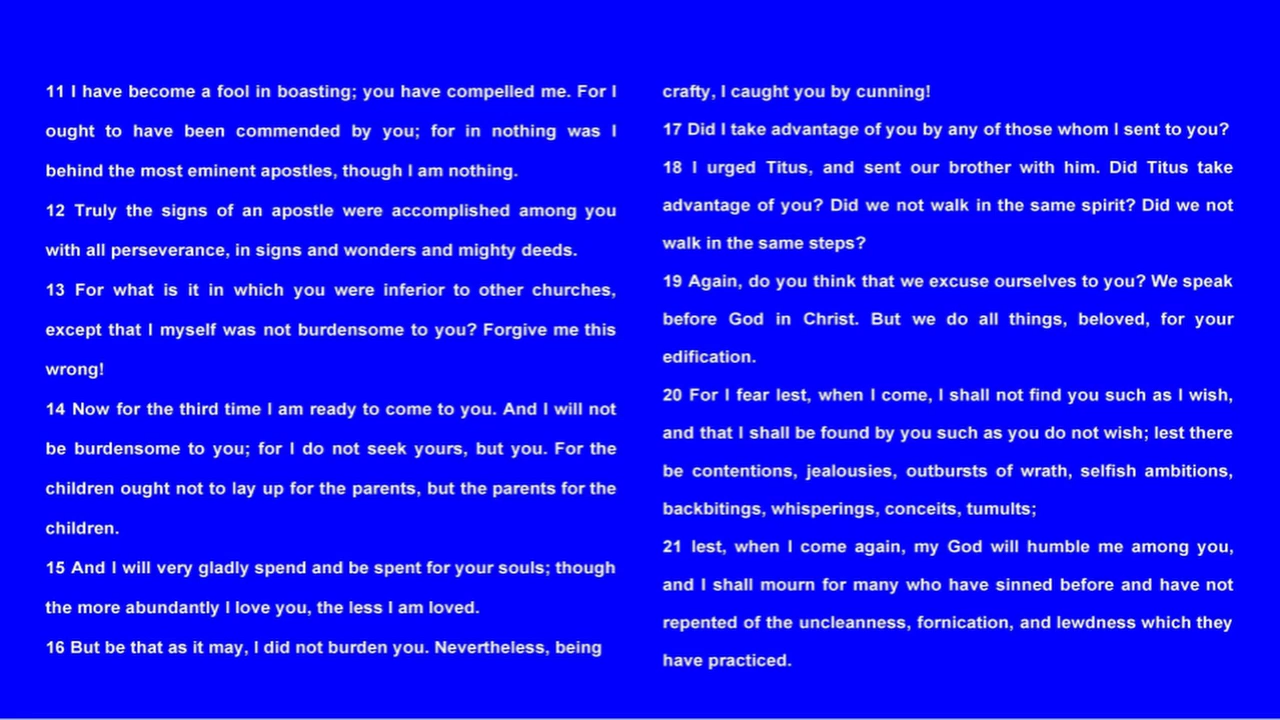 11 I have become a fool in boasting; you have compelled me. For I
ought to have been commended by you; for in nothing was I
behind the most eminent apostles, though I am nothing.
12 Truly the signs of an apostle were accomplished among you
with all perseverance, in signs and wonders and mighty deeds.
13 For what is it in which you were inferior to other churches,
except that I myself was not burdensome to you? Forgive me this
wrong!
14 Now for the third time I am ready to come to you. And I will not
be burdensome to you; for I do not seek yours, but you. For the
children ought not to lay up for the parents, but the parents for the
children.
15 And I will very gladly spend and be spent for your souls; though
the more abundantly I love you, the less I am loved.
16 But be that as it may, I did not burden you. Nevertheless, being
crafty, I caught you by cunning!
17 Did I take advantage of you by any of those whom I sent to you?
18 I urged Titus, and sent our brother with him. Did Titus take
advantage of you? Did we not walk in the same spirit? Did we not
walk in the same steps?
19 Again, do you think that we excuse ourselves to you? We speak
before God in Christ. But we do all things, beloved, for your
edification.
20 For I fear lest, when I come, I shall not find you such as I wish,
and that I shall be found by you such as you do not wish; lest there
be contentions, jealousies, outbursts of wrath, selfish ambitions,
backbitings, whisperings, conceits, tumults;
21 lest, when I come again, my God will humble me among you,
and I shall mourn for many who have sinned before and have not
repented of the uncleanness, fornication, and lewdness which they
have practiced.